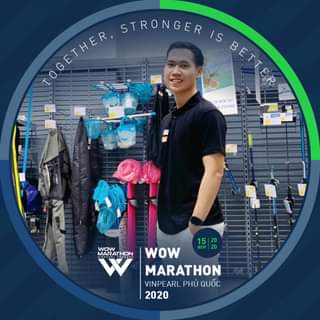 TOGETHER, STRONGER IS BETTER
WOW
MARATHON
W
WOW
MARATHON
VINPEARL PHÚ QUỐC
2020
15
NOV
20
20